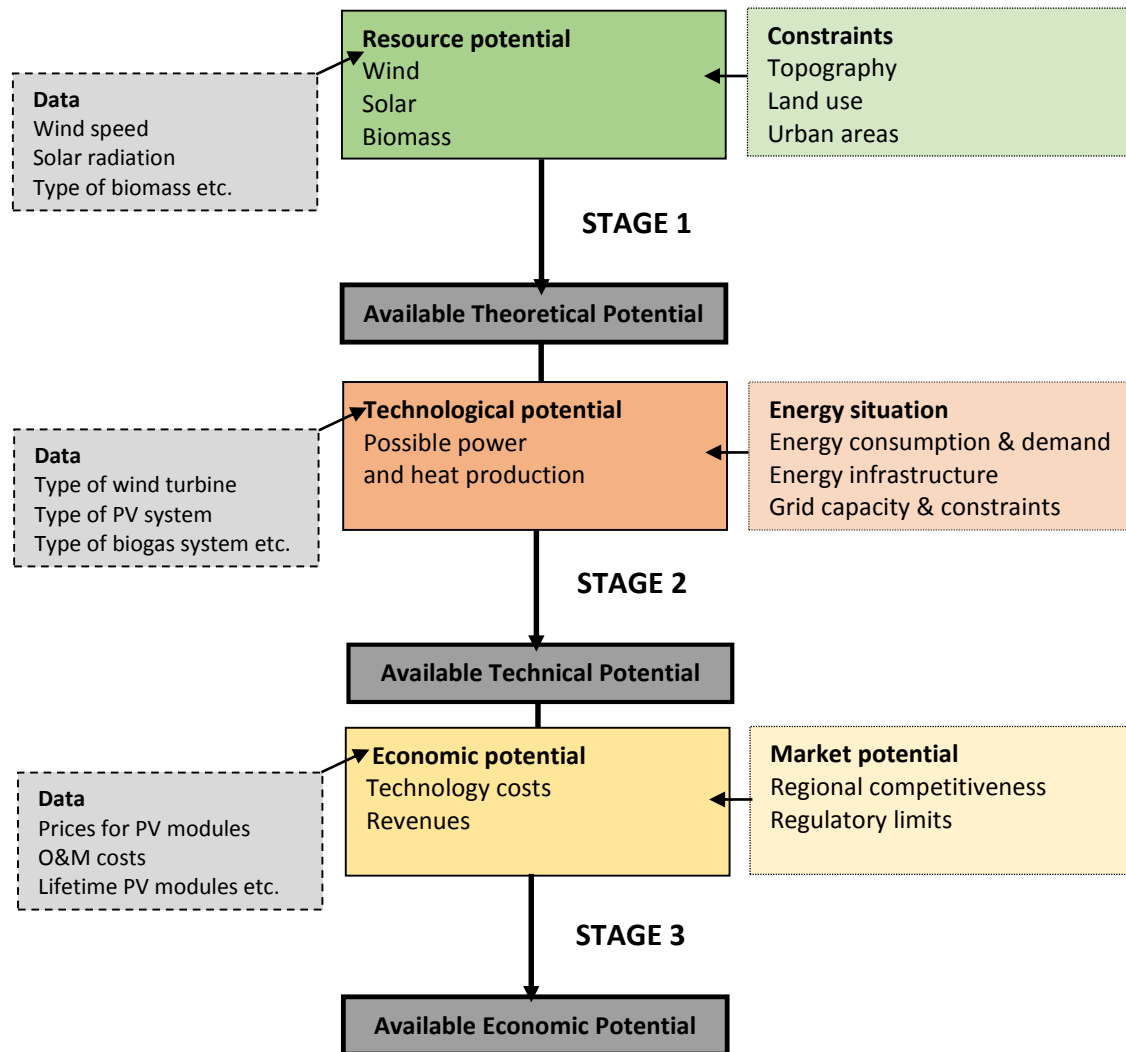 Resource potential
Wind
Solar
Biomass
Constraints
Topography
Land use
Urban areas
Data
Wind speed
Solar radiation
Type of biomass etc.
STAGE 1
Available Theoretical Potential
Technological potential
Possible power
and heat production
Energy situation
Energy consumption & demand
Energy infrastructure
Grid capacity & constraints
Data
Type of wind turbine
Type of PV system
Type of biogas system etc.
STAGE 2
Available Technical Potential
Economic potential
Technology costs
Revenues
Market potential
Regional competitiveness
Regulatory limits
Data
Prices for PV modules
O&M costs
Lifetime PV modules etc.
STAGE 3
Available Economic Potential